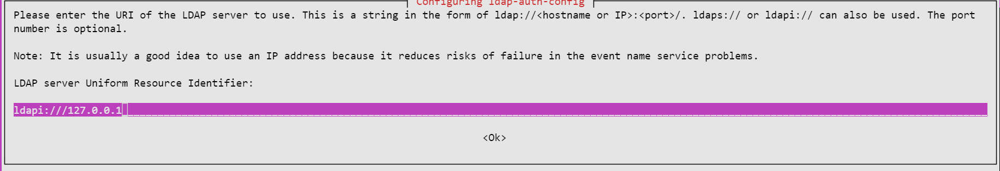 Configuring ldap-auth-config
Please enter the URI of the LDAP server to use. This is a string in the form of ldap://<hostname or IP>:<port>/. ldaps:// or ldapi:// can also be used. The port
number is optional.
Note: It is usually a good idea to use an IP address because it reduces risks of failure in the event name service problems.
LDAP server Uniform Resource Identifier:
ldapi:///127.0.0.1
<Ok>